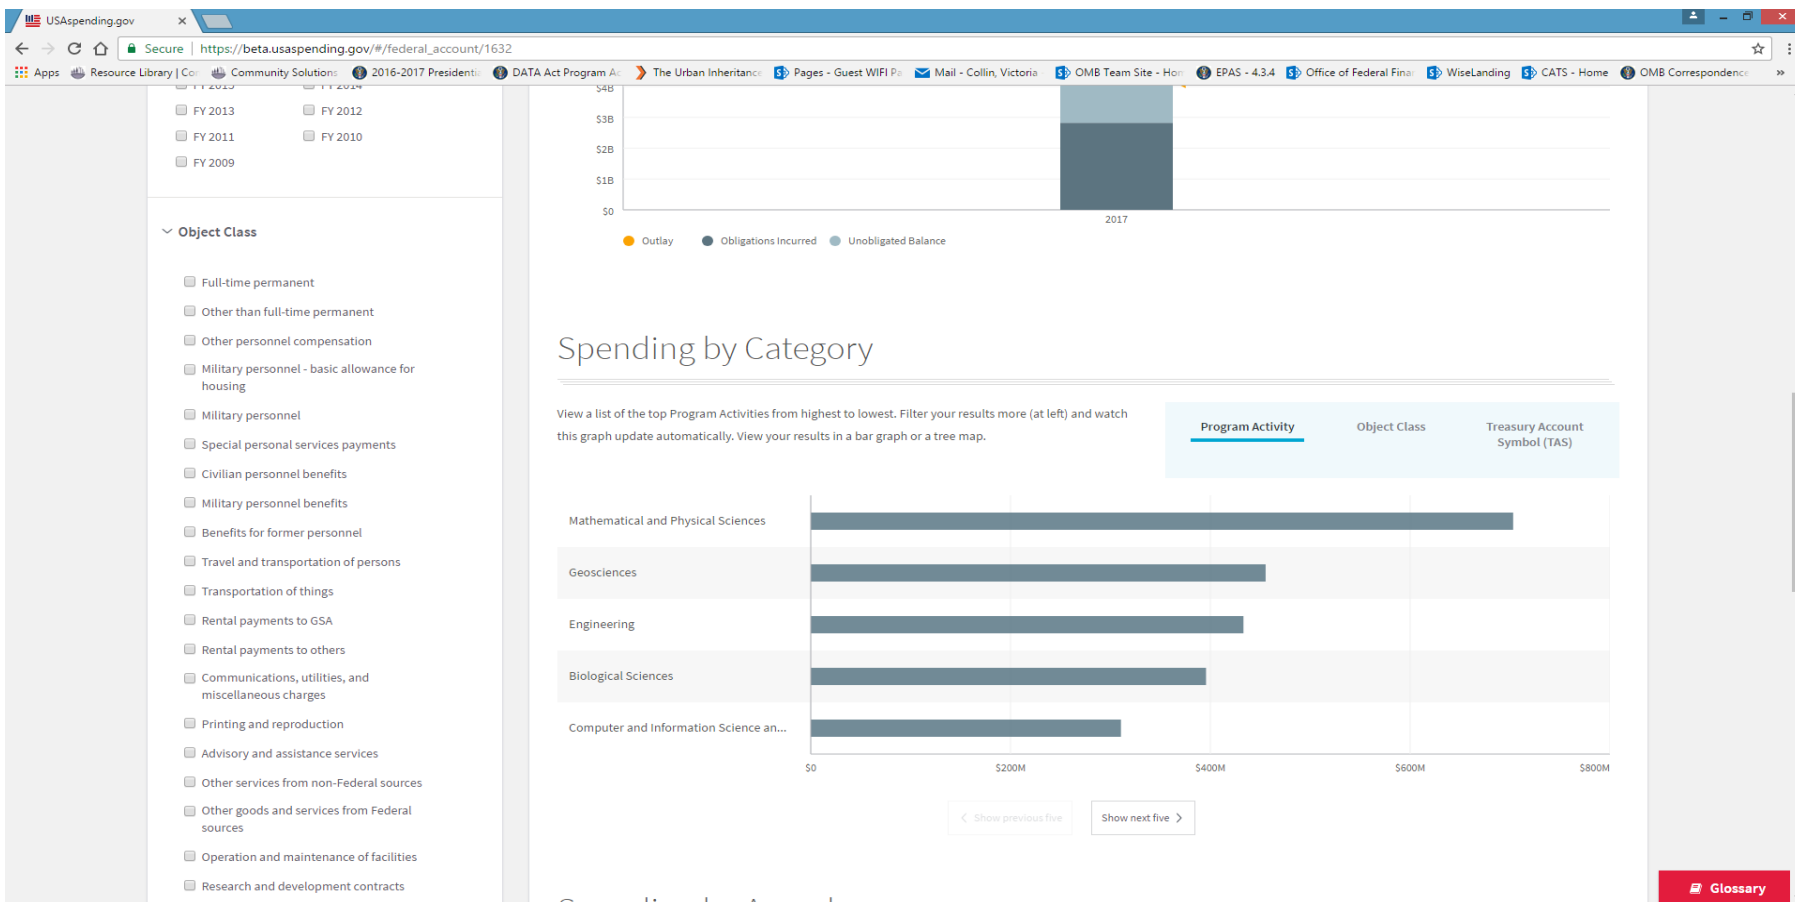 USAspending.gov
Secure https://beta.usaspending.gov/#/federal_account/1632
Apps Resource Library | Cor Community Solutions 2016-2017 Presidentia DATA Act Program Ac The Urban Inheritance Pages - Guest WIFI Pa Mail - Collin, Victoria OMB Team Site - Hom EPAS - 4.3.4 Office of Federal Finan WiseLanding CATS - Home OMB Correspondence »
FY 2013 FY 2012
FY 2011 FY 2010
FY 2009
Object Class
Full-time permanent
Other than full-time permanent
Other personnel compensation
Military personnel - basic allowance for
housing
Military personnel
Special personal services payments
Civilian personnel benefits
Military personnel benefits
Benefits for former personnel
Travel and transportation of persons
Transportation of things
Rental payments to GSA
Rental payments to others
Communications, utilities, and
miscellaneous charges
Printing and reproduction
Advisory and assistance services
Other services from non-Federal sources
Other goods and services from Federal
sources
Operation and maintenance of facilities
Research and development contracts
$4B
$3B
$2B
$1B
$0
2017
Outlay Obligations Incurred Unobligated Balance
Spending by Category
View a list of the top Program Activities from highest to lowest. Filter your results more (at left) and watch
this graph update automatically. View your results in a bar graph or a tree map.
Program Activity Object Class Treasury Account
Symbol (TAS)
Mathematical and Physical Sciences
Geosciences
Engineering
Biological Sciences
Computer and Information Science an...
$0 $200M $400M $600M $800M
Show previous five Show next five
Glossary